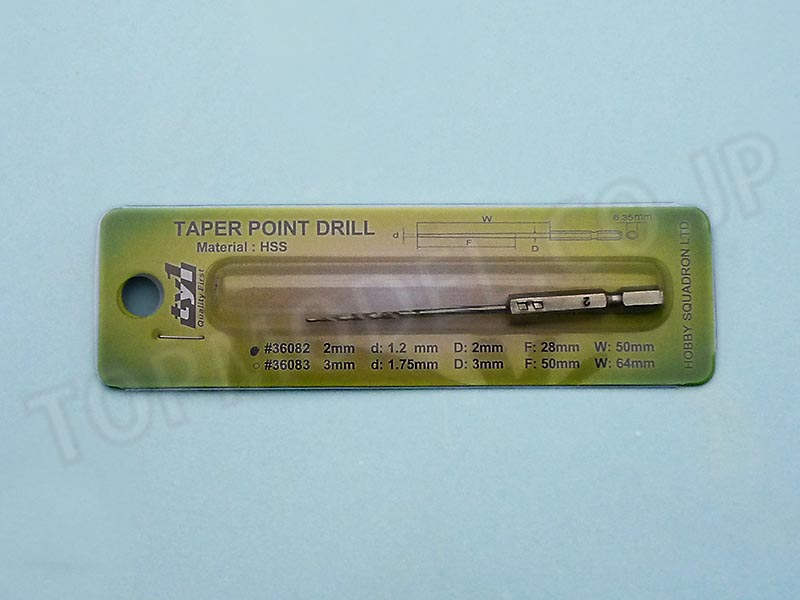 TAPER POINT DRILL
Material : HSS
W
6.35mm
d
F
D
ty1
Quality First
#36082 2mm d: 1.2 mm D: 2mm F: 28mm W: 50mm
#36083 3mm d: 1.75mm D: 3mm F: 50mm W: 64mm
HOBBY SQUADRON LTD.
2